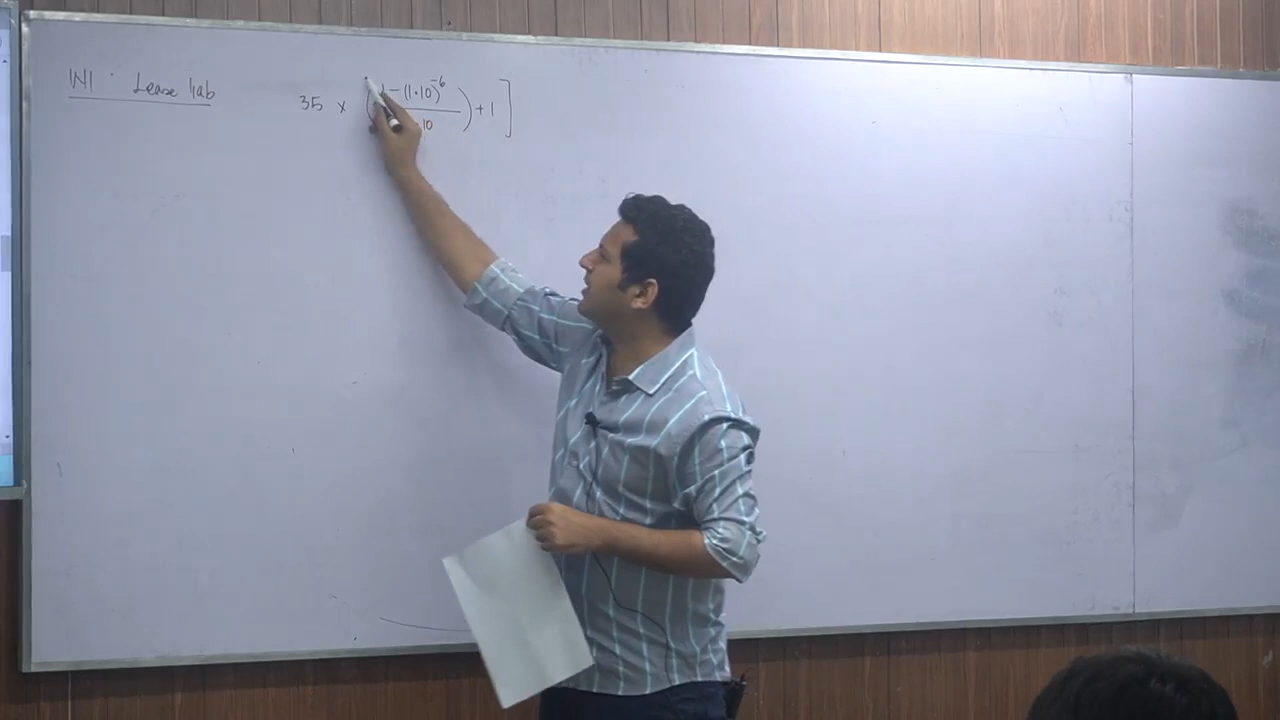 W1 Lease liab
35 × ( 1 - (1.10)^-6 / .10 ) + 1 ]